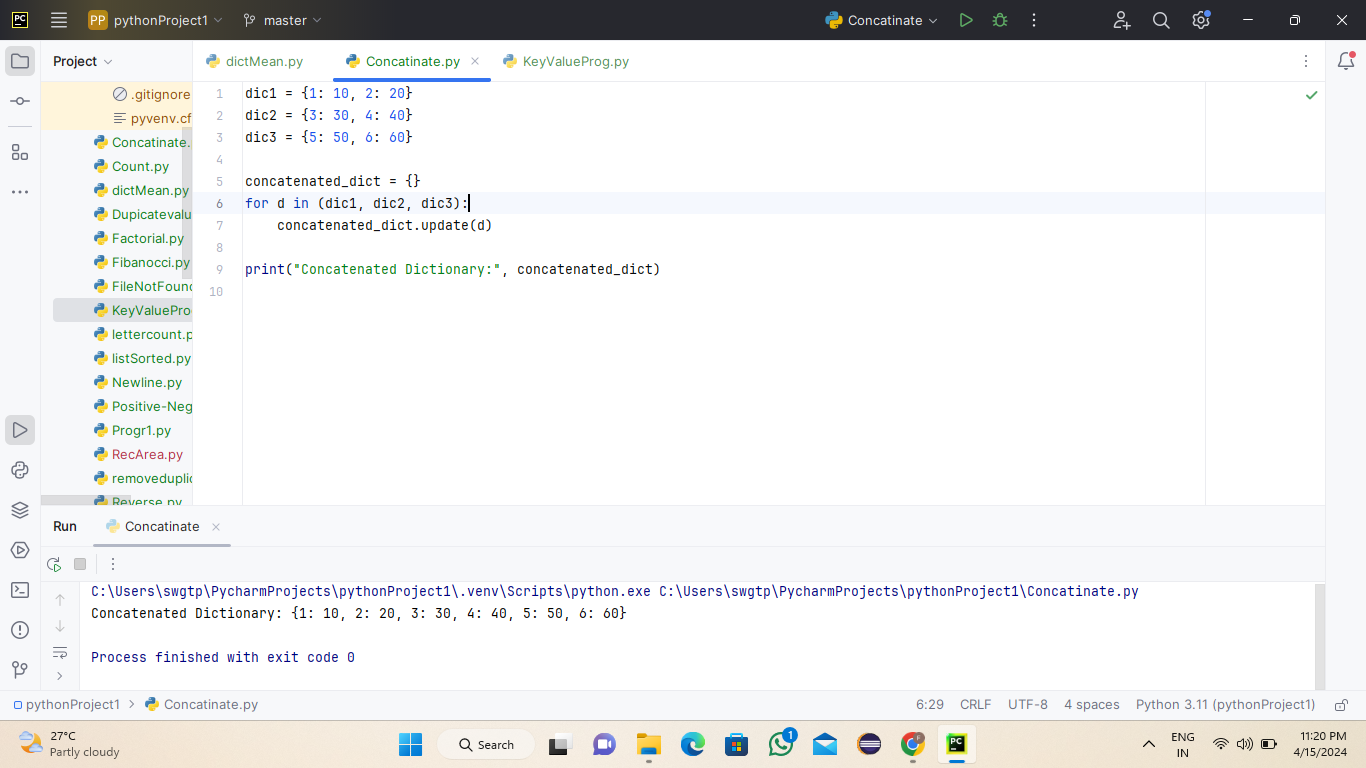 PC
PP pythonProject1
master
Concatinate
Project
dictMean.py
Concatinate.py
KeyValueProg.py
.gitignore
pyvenv.cf
Concatinate.
Count.py
dictMean.py
Dupicatevalu
Factorial.py
Fibanocci.py
FileNotFound
KeyValuePro
lettercount.p
listSorted.py
Newline.py
Positive-Neg
Progr1.py
RecArea.py
removeduplic
Reverse.py
1 dic1 = {1: 10, 2: 20}
2 dic2 = {3: 30, 4: 40}
3 dic3 = {5: 50, 6: 60}
4
5 concatenated_dict = {}
6 for d in (dic1, dic2, dic3):
7     concatenated_dict.update(d)
8
9 print("Concatenated Dictionary:", concatenated_dict)
10
Run
Concatinate
C:\Users\swgtp\PycharmProjects\pythonProject1\.venv\Scripts\python.exe C:\Users\swgtp\PycharmProjects\pythonProject1\Concatinate.py
Concatenated Dictionary: {1: 10, 2: 20, 3: 30, 4: 40, 5: 50, 6: 60}
Process finished with exit code 0
pythonProject1 > Concatinate.py
6:29 CRLF UTF-8 4 spaces Python 3.11 (pythonProject1)
27°C
Partly cloudy
Search
1
PC
ENG
IN
11:20 PM
4/15/2024